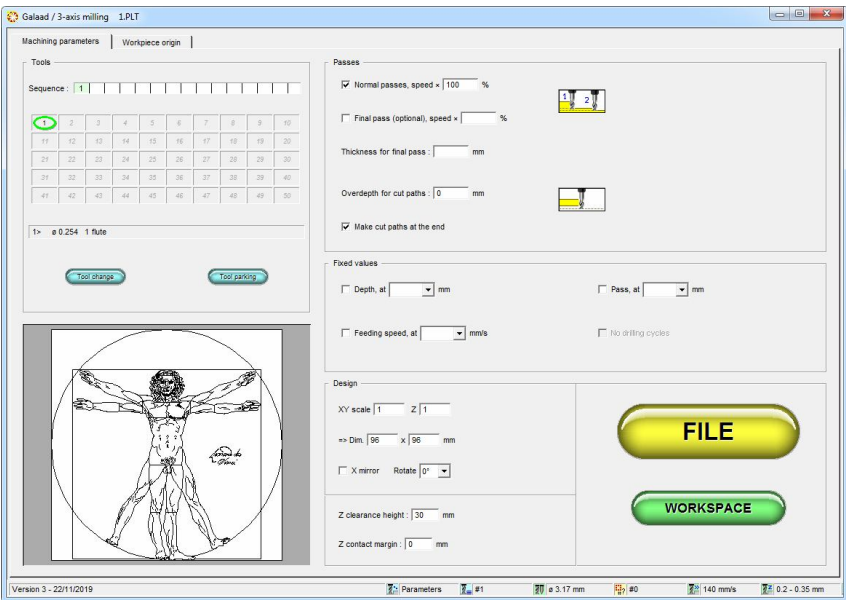 Galaad / 3-axis milling 1.PLT
Machining parameters Workpiece origin
Tools
Sequence : 1
1 2 3 4 5 6 7 8 9 10
11 12 13 14 15 16 17 18 19 20
21 22 23 24 25 26 27 28 29 30
31 32 33 34 35 36 37 38 39 40
41 42 43 44 45 46 47 48 49 50
1> ø 0.254 1 flute
Tool change Tool parking
Passes
Normal passes, speed × 100 %
1 2
Final pass (optional), speed × %
Thickness for final pass : mm
Overdepth for cut paths : 0 mm
Make cut paths at the end
Fixed values
Depth, at mm Pass, at mm
Feeding speed, at mm/s No drilling cycles
Design
XY scale 1 Z 1
=> Dim. 96 x 96 mm
X mirror Rotate 0°
Z clearance height : 30 mm
Z contact margin : 0 mm
FILE
WORKSPACE
Version 3 - 22/11/2019 Parameters #1 ø 3.17 mm #0 140 mm/s 0.2 - 0.35 mm